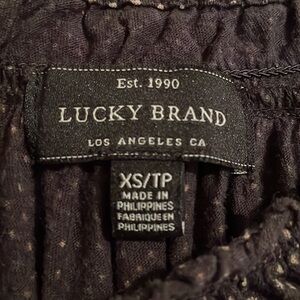 Est. 1990
LUCKY BRAND
LOS ANGELES CA
XS/TP
MADE IN
PHILIPPINES
FABRIQUE EN
PHILIPPINES